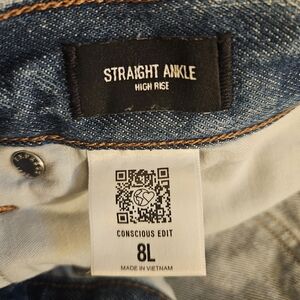 STRAIGHT ANKLE
HIGH RISE
CONSCIOUS EDIT
8L
MADE IN VIETNAM